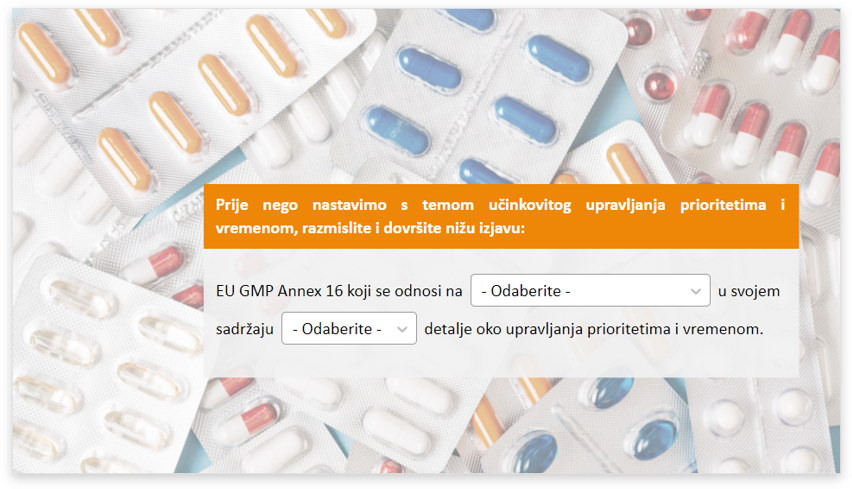 Prije nego nastavimo s temom učinkovitog upravljanja prioritetima i
vremenom, razmislite i dovršite nižu izjavu:
EU GMP Annex 16 koji se odnosi na - Odaberite - u svojem
sadržaju - Odaberite - detalje oko upravljanja prioritetima i vremenom.